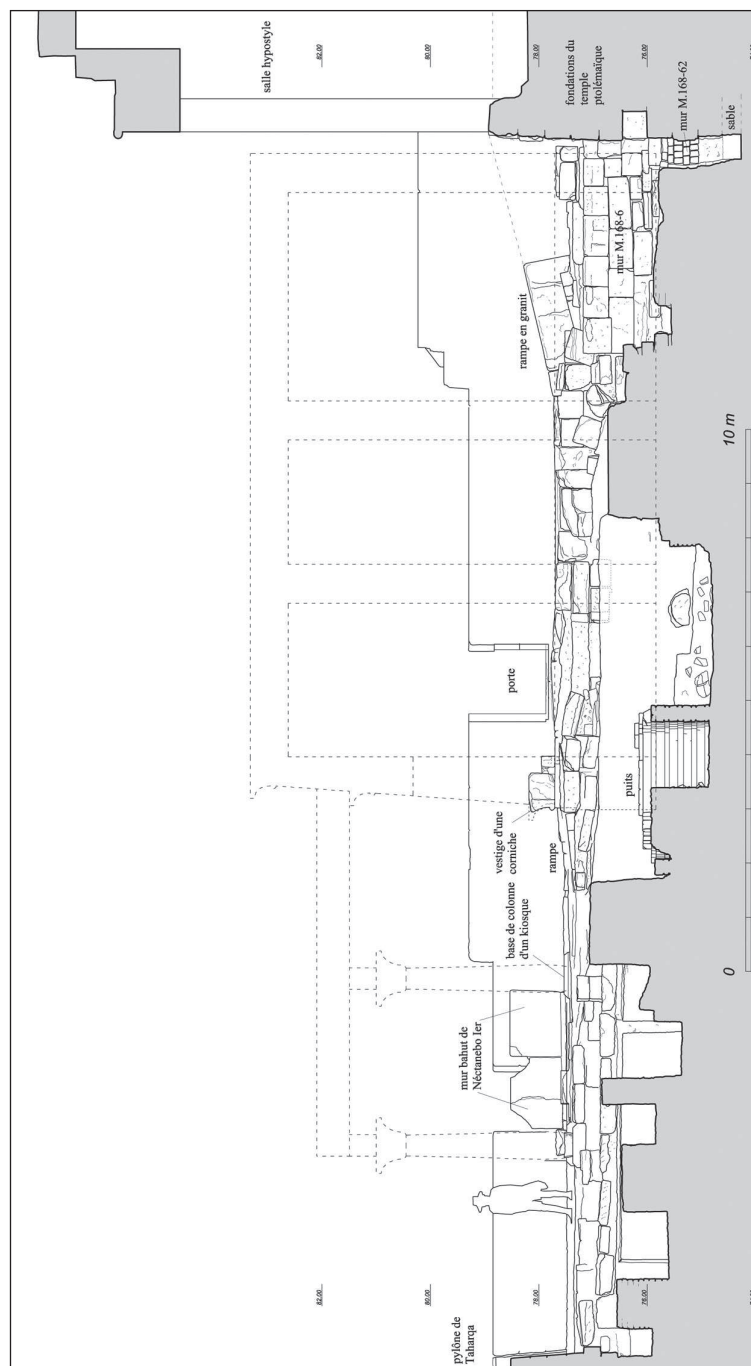 pylône de
Taharqa
82.00
80.00
78.00
76.00
mur bahut de
Néctanebo Ier
base de colonne
d'un kiosque
rampe
vestige d'une
corniche
puits
porte
0
10 m
rampe en granit
mur M.168-6
salle hypostyle
82.00
80.00
78.00
76.00
fondations du
temple
ptolémaïque
mur M.168-62
sable